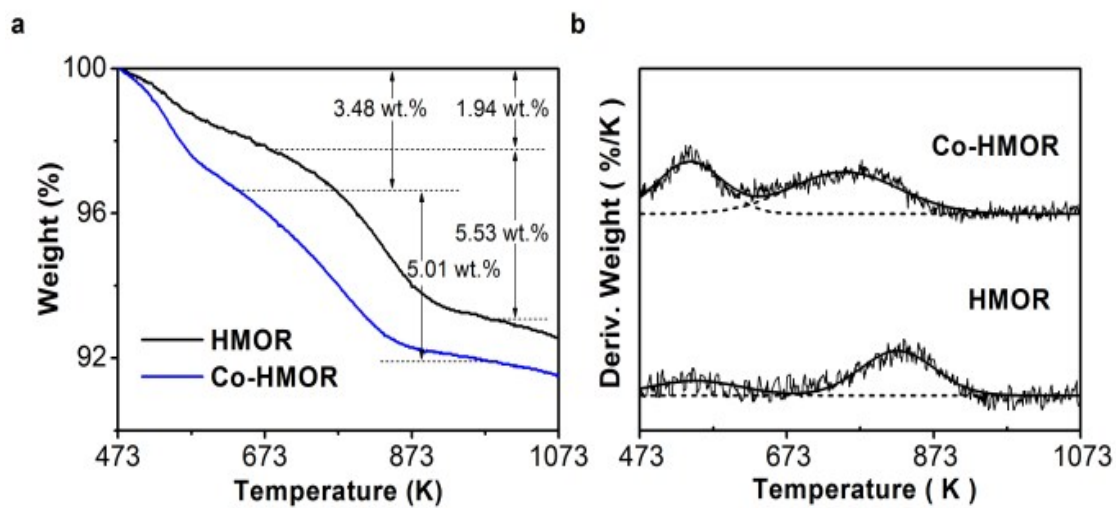 a
b
100
96
92
Weight (%)
3.48 wt.%
1.94 wt.%
5.53 wt.%
5.01 wt.%
HMOR
Co-HMOR
473
673
873
1073
Temperature (K)
Deriv. Weight ( %/K)
Co-HMOR
HMOR
473
673
873
1073
Temperature ( K )